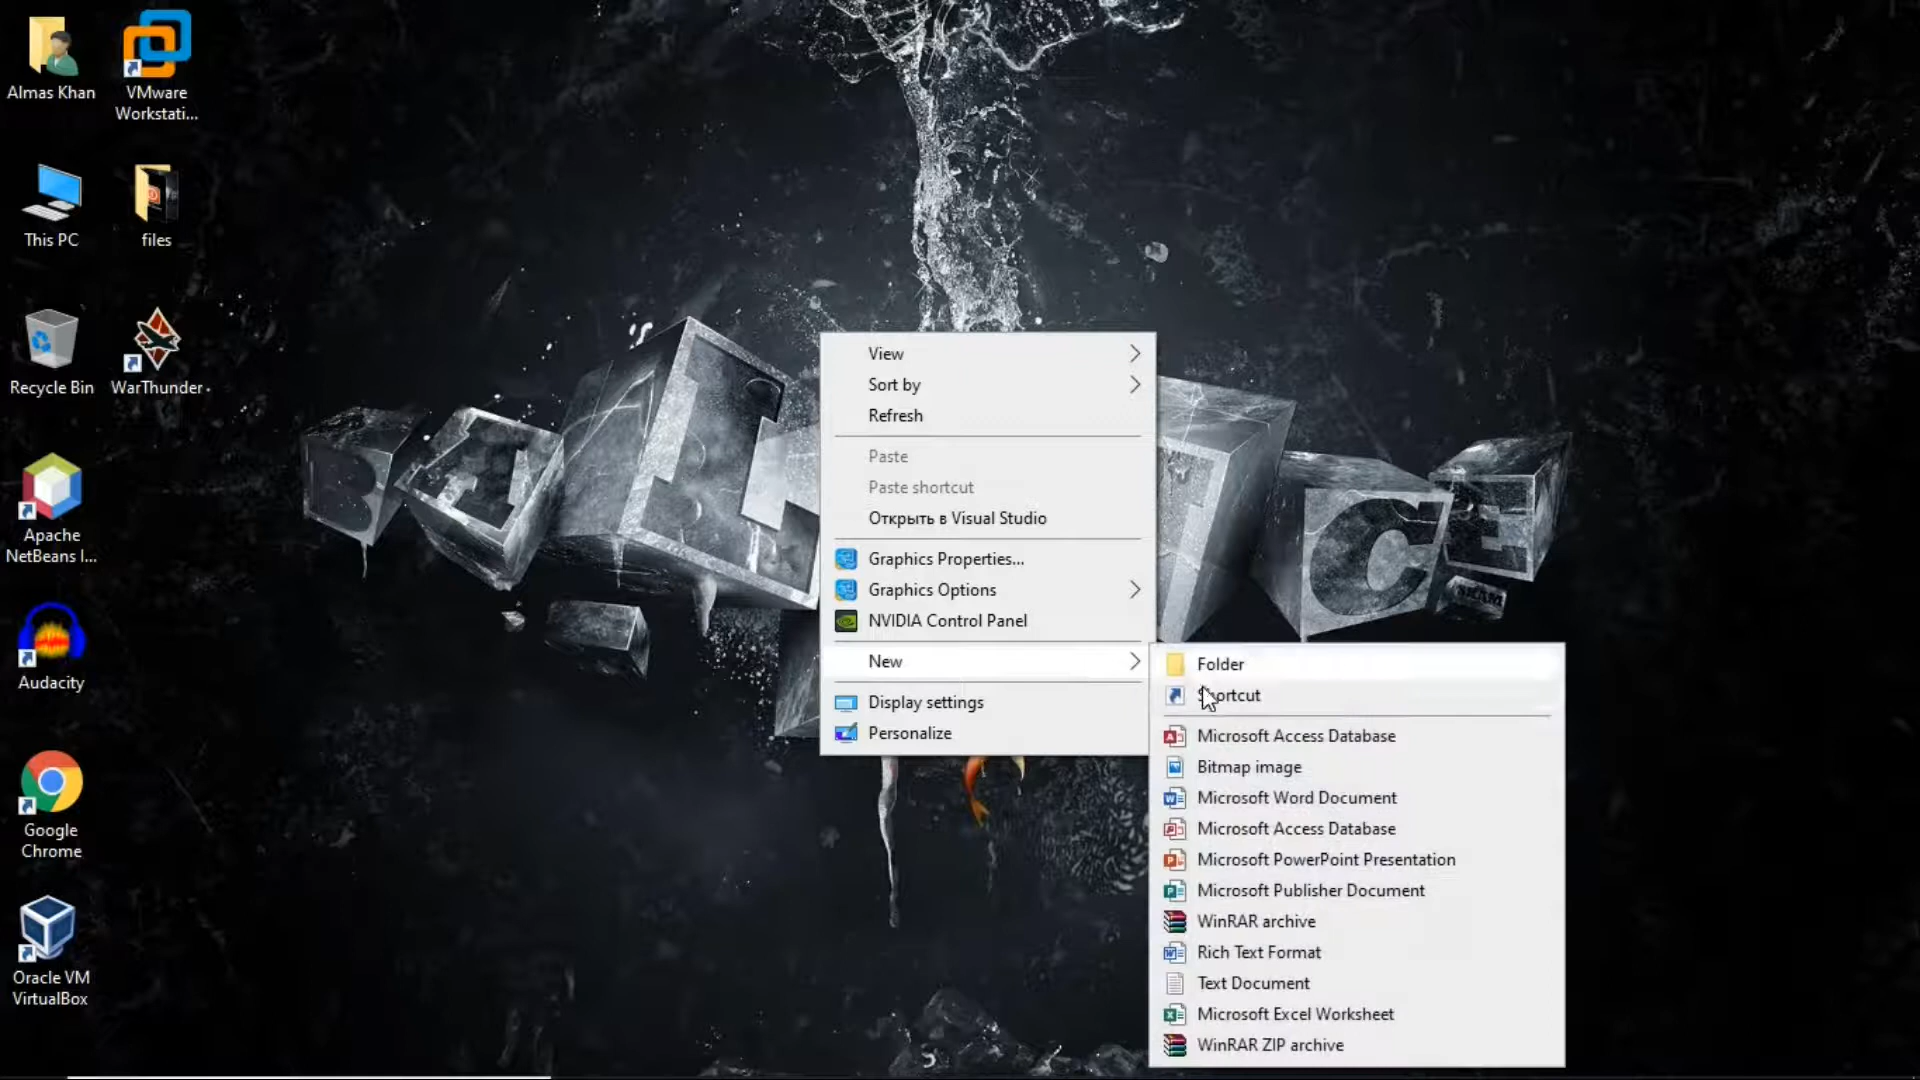 Almas Khan
VMware
Workstati...
This PC
files
Recycle Bin
WarThunder
Apache
NetBeans I...
Audacity
Google
Chrome
Oracle VM
VirtualBox
View
Sort by
Refresh
Paste
Paste shortcut
Открыть в Visual Studio
Graphics Properties...
Graphics Options
NVIDIA Control Panel
New
Display settings
Personalize
Folder
Shortcut
Microsoft Access Database
Bitmap image
Microsoft Word Document
Microsoft Access Database
Microsoft PowerPoint Presentation
Microsoft Publisher Document
WinRAR archive
Rich Text Format
Text Document
Microsoft Excel Worksheet
WinRAR ZIP archive